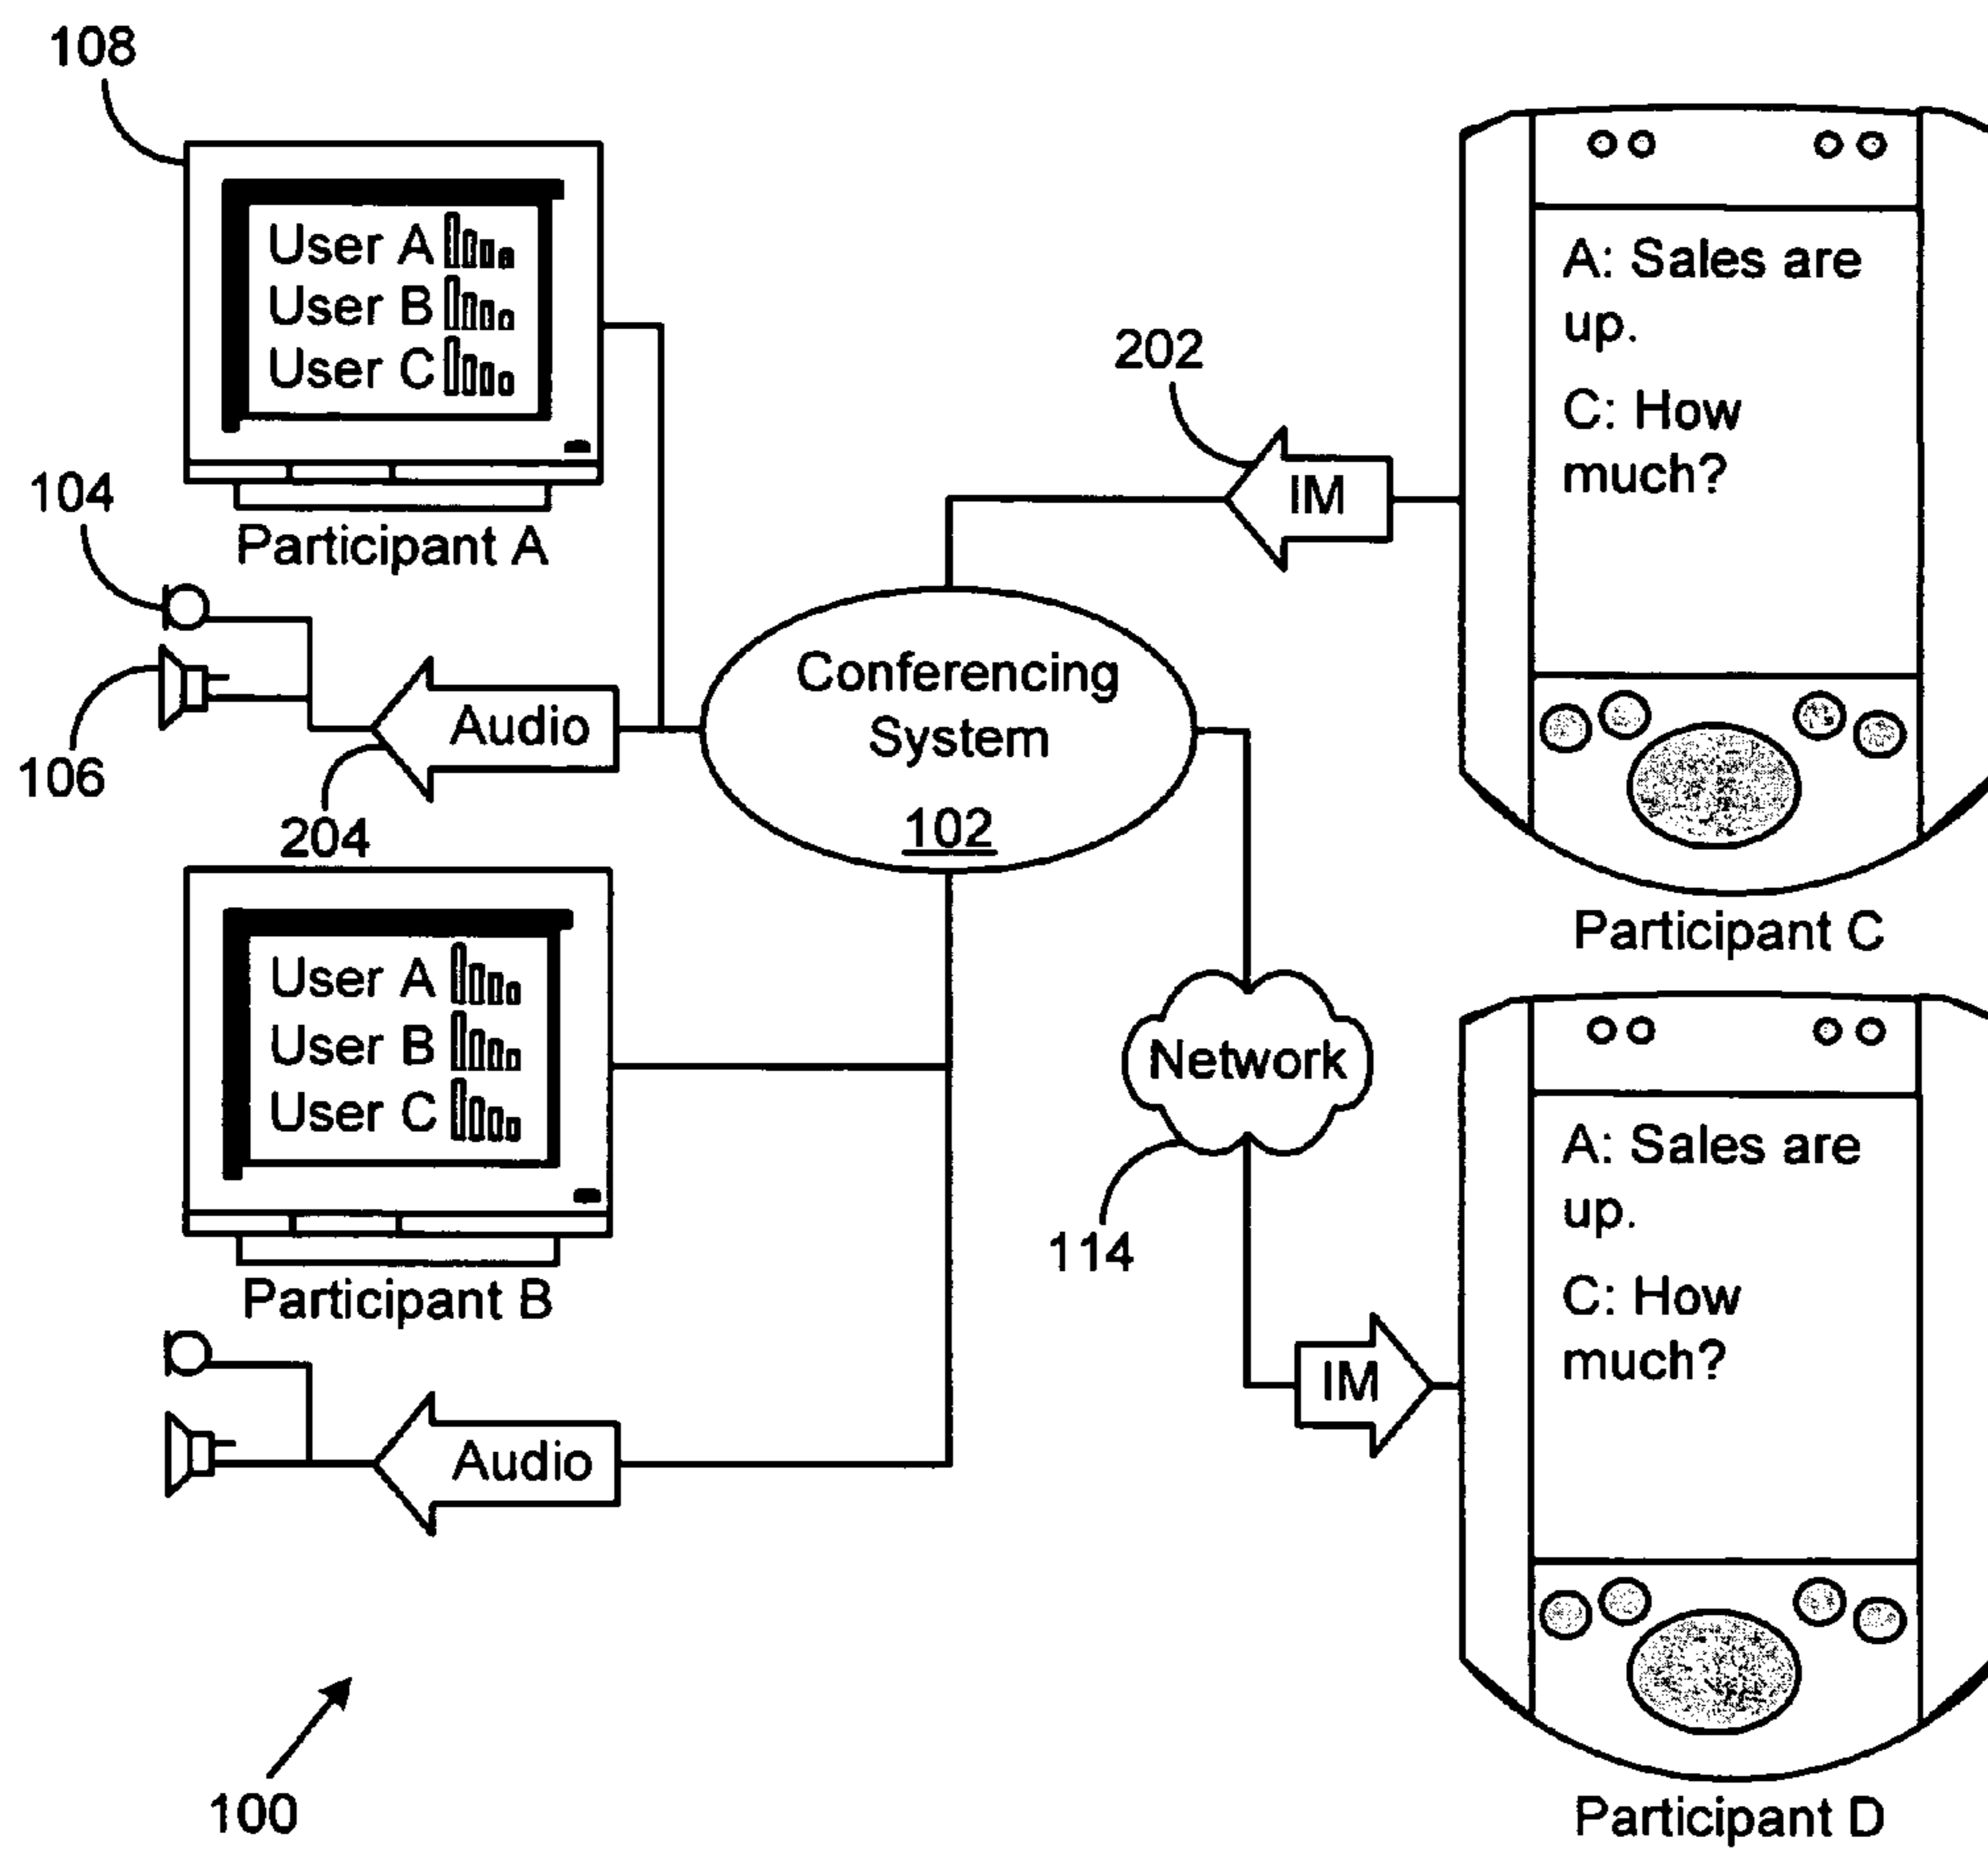 108
User A
User B
User C
Participant A
104
106
Audio
204
Conferencing
System
102
202
IM
A: Sales are
up.
C: How
much?
Participant C
User A
User B
User C
Participant B
Audio
Network
114
IM
A: Sales are
up.
C: How
much?
Participant D
100